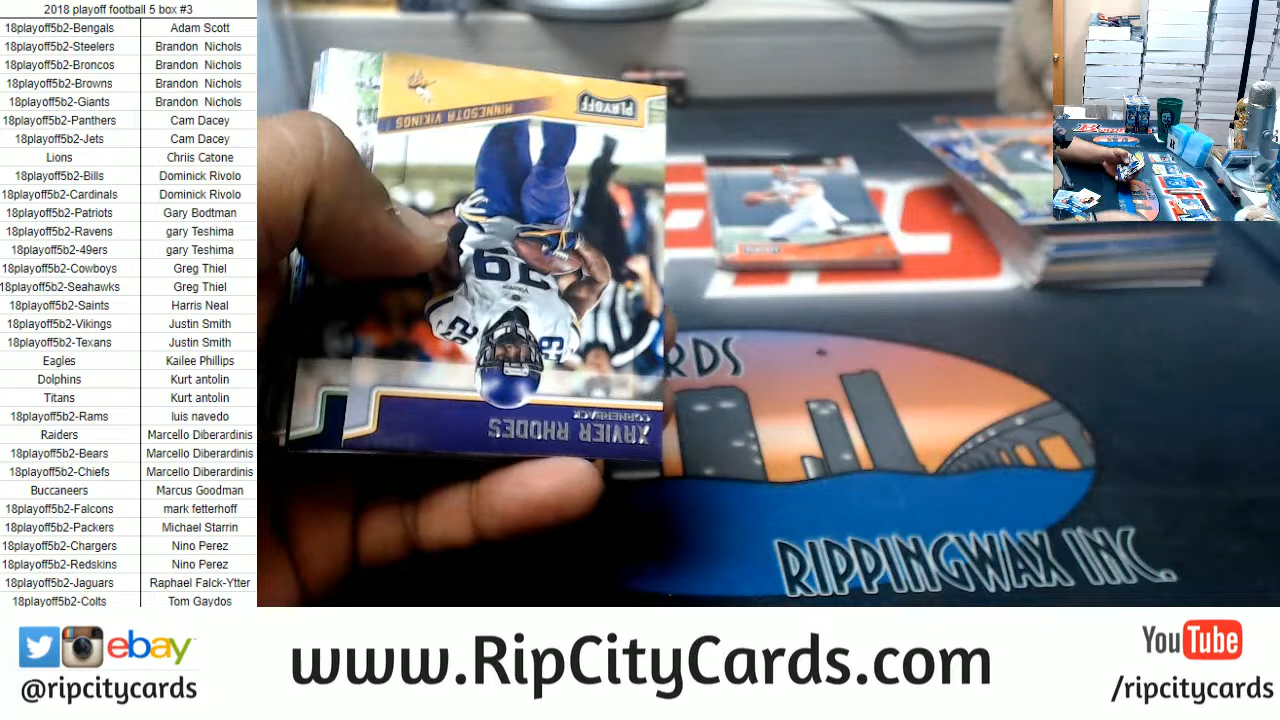 2018 playoff football 5 box #3
18playoff5b2-Bengals Adam Scott
18playoff5b2-Steelers Brandon Nichols
18playoff5b2-Broncos Brandon Nichols
18playoff5b2-Browns Brandon Nichols
18playoff5b2-Giants Brandon Nichols
18playoff5b2-Panthers Cam Dacey
18playoff5b2-Jets Cam Dacey
Lions Chriis Catone
18playoff5b2-Bills Dominick Rivolo
18playoff5b2-Cardinals Dominick Rivolo
18playoff5b2-Patriots Gary Bodtman
18playoff5b2-Ravens gary Teshima
18playoff5b2-49ers gary Teshima
18playoff5b2-Cowboys Greg Thiel
18playoff5b2-Seahawks Greg Thiel
18playoff5b2-Saints Harris Neal
18playoff5b2-Vikings Justin Smith
18playoff5b2-Texans Justin Smith
Eagles Kailee Phillips
Dolphins Kurt antolin
Titans Kurt antolin
18playoff5b2-Rams luis navedo
Raiders Marcello Diberardinis
18playoff5b2-Bears Marcello Diberardinis
18playoff5b2-Chiefs Marcello Diberardinis
Buccaneers Marcus Goodman
18playoff5b2-Falcons mark fetterhoff
18playoff5b2-Packers Michael Starrin
18playoff5b2-Chargers Nino Perez
18playoff5b2-Redskins Nino Perez
18playoff5b2-Jaguars Raphael Falck-Ytter
18playoff5b2-Colts Tom Gaydos
PLAYOFF
MINNESOTA VIKINGS
29
XAVIER RHODES
CORNERBACK
RDS
RIPPINGWAX INC.
ebay
@ripcitycards
www.RipCityCards.com
YouTube
/ripcitycards